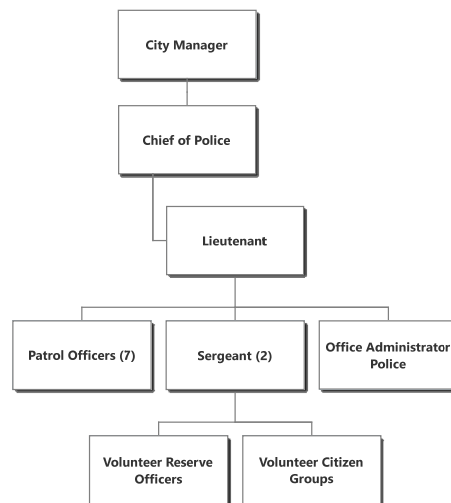 City Manager
Chief of Police
Lieutenant
Patrol Officers (7)
Sergeant (2)
Office Administrator
Police
Volunteer Reserve
Officers
Volunteer Citizen
Groups